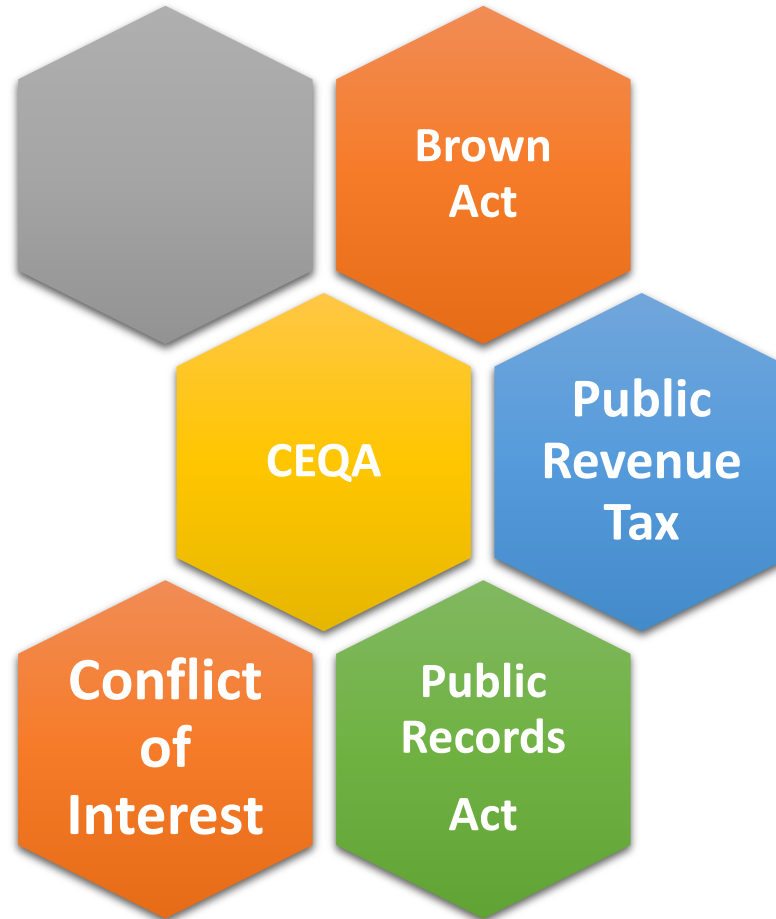 Brown
Act
CEQA
Public
Revenue
Tax
Conflict
of
Interest
Public
Records
Act